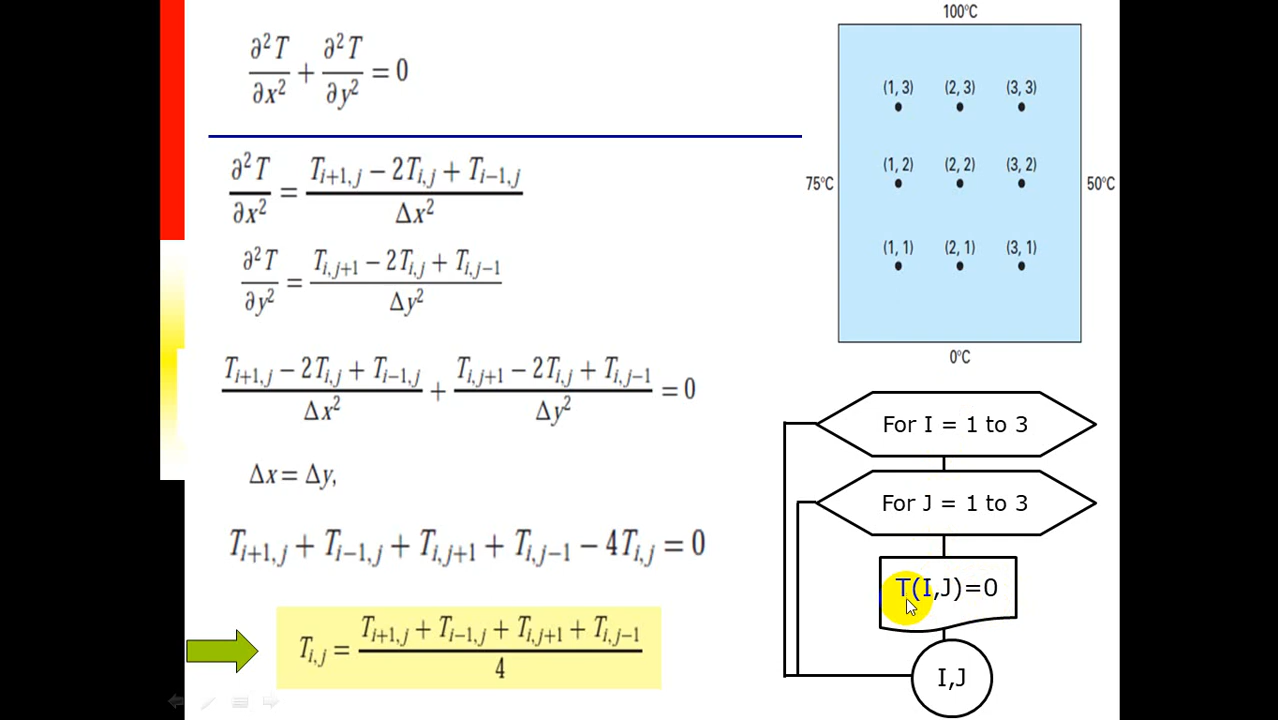 ∂²T/∂x² + ∂²T/∂y² = 0
∂²T/∂x² = (T_{i+1,j} − 2T_{i,j} + T_{i−1,j})/Δx²
∂²T/∂y² = (T_{i,j+1} − 2T_{i,j} + T_{i,j−1})/Δy²
(T_{i+1,j} − 2T_{i,j} + T_{i−1,j})/Δx² + (T_{i,j+1} − 2T_{i,j} + T_{i,j−1})/Δy² = 0
Δx = Δy,
T_{i+1,j} + T_{i−1,j} + T_{i,j+1} + T_{i,j−1} − 4T_{i,j} = 0
T_{i,j} = (T_{i+1,j} + T_{i−1,j} + T_{i,j+1} + T_{i,j−1})/4
100°C
(1, 3) (2, 3) (3, 3)
75°C (1, 2) (2, 2) (3, 2) 50°C
(1, 1) (2, 1) (3, 1)
0°C
For I = 1 to 3
For J = 1 to 3
T(I,J)=0
I,J